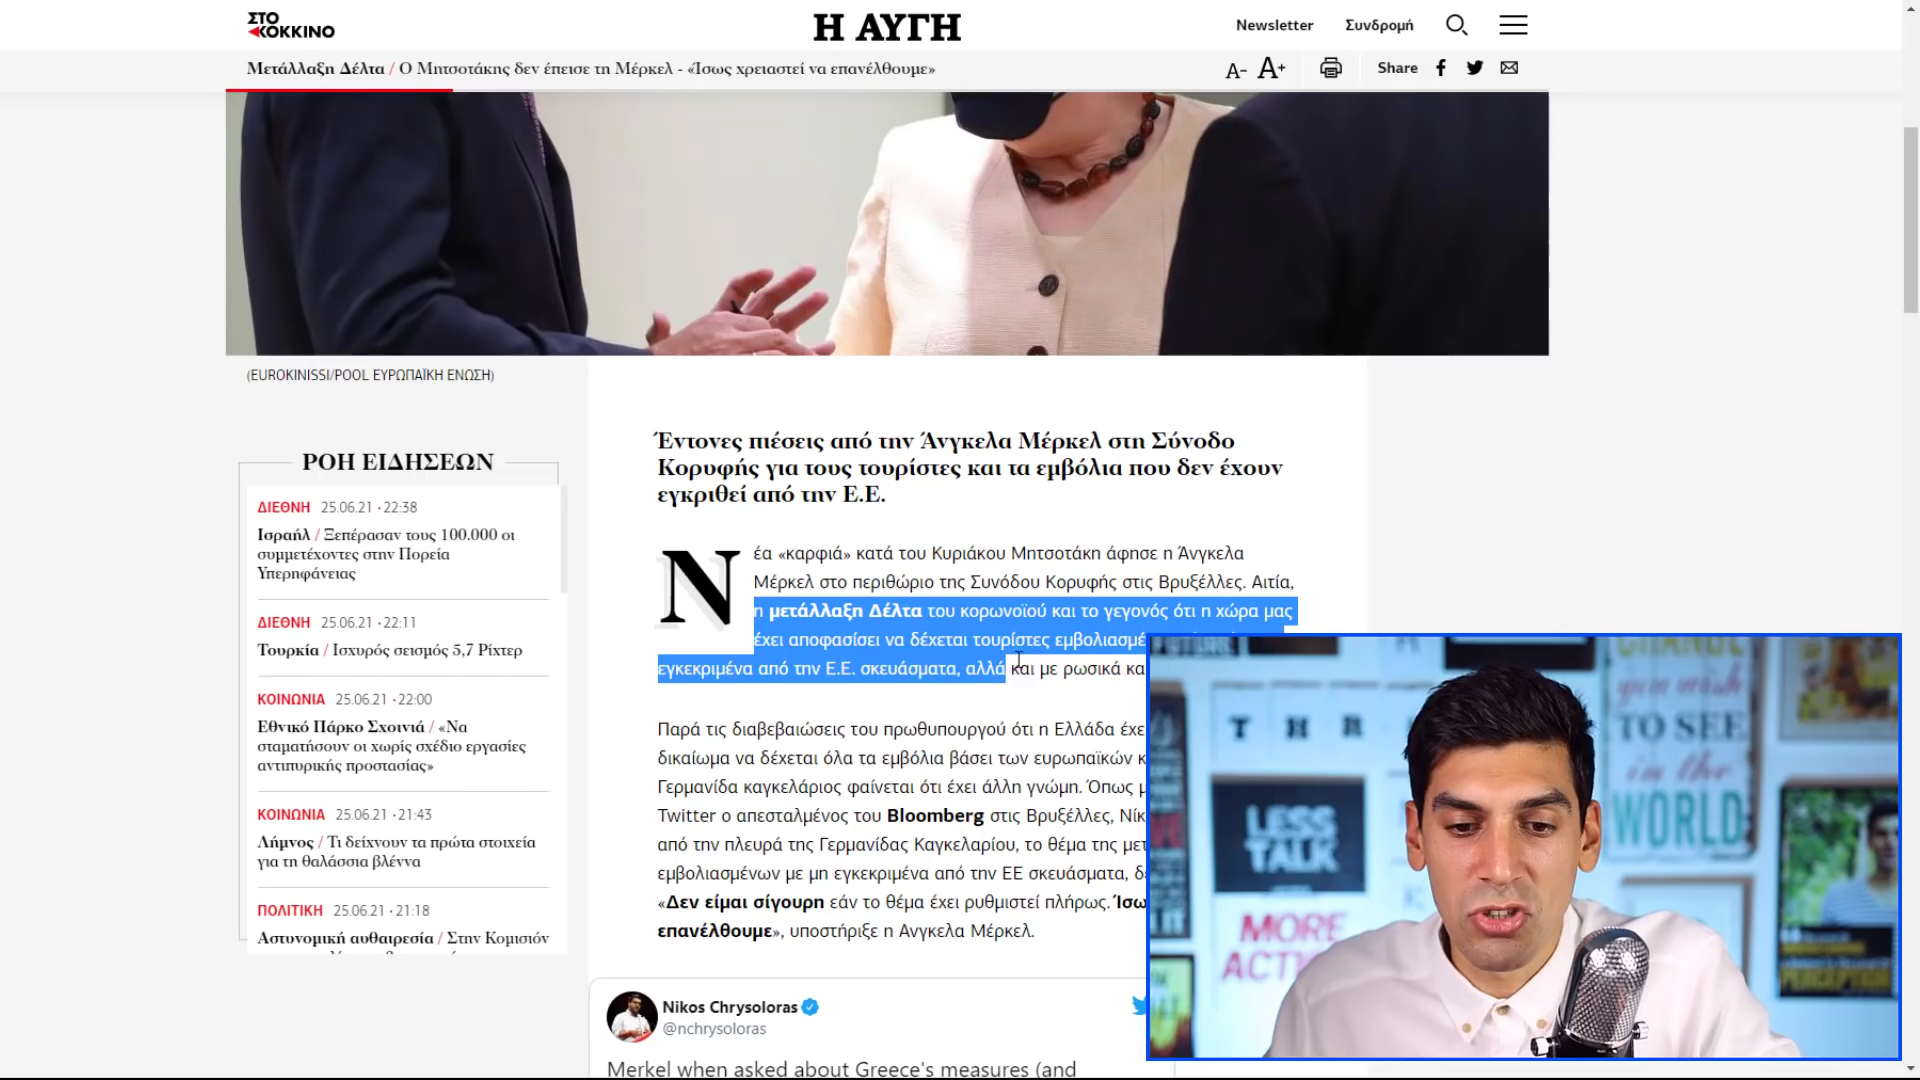 ΣΤΟ
ΚΟΚΚΙΝΟ
Η ΑΥΓΗ
Newsletter
Συνδρομή
Μετάλλαξη Δέλτα / Ο Μητσοτάκης δεν έπεισε τη Μέρκελ - «Ίσως χρειαστεί να επανέλθουμε»
A- A+
Share
(EUROKINISSI/POOL ΕΥΡΩΠΑΪΚΗ ΕΝΩΣΗ)
ΡΟΗ ΕΙΔΗΣΕΩΝ
ΔΙΕΘΝΗ 25.06.21 • 22:38
Ισραήλ / Ξεπέρασαν τους 100.000 οι
συμμετέχοντες στην Πορεία
Υπερηφάνειας
ΔΙΕΘΝΗ 25.06.21 • 22:11
Τουρκία / Ισχυρός σεισμός 5,7 Ρίχτερ
ΚΟΙΝΩΝΙΑ 25.06.21 • 22:00
Εθνικό Πάρκο Σχοινιά / «Να
σταματήσουν οι χωρίς σχέδιο εργασίες
αντιπυρικής προστασίας»
ΚΟΙΝΩΝΙΑ 25.06.21 • 21:43
Λήμνος / Τι δείχνουν τα πρώτα στοιχεία
για τη θαλάσσια βλέννα
ΠΟΛΙΤΙΚΗ 25.06.21 • 21:18
Αστυνομική αυθαιρεσία / Στην Κομισιόν
Έντονες πιέσεις από την Άνγκελα Μέρκελ στη Σύνοδο
Κορυφής για τους τουρίστες και τα εμβόλια που δεν έχουν
εγκριθεί από την Ε.Ε.
Νέα «καρφιά» κατά του Κυριάκου Μητσοτάκη άφησε η Άνγκελα
Μέρκελ στο περιθώριο της Συνόδου Κορυφής στις Βρυξέλλες. Αιτία,
η μετάλλαξη Δέλτα του κορωνοϊού και το γεγονός ότι η χώρα μας
έχει αποφασίσει να δέχεται τουρίστες εμβολιασμέ
εγκεκριμένα από την Ε.Ε. σκευάσματα, αλλά και με ρωσικά κα
Παρά τις διαβεβαιώσεις του πρωθυπουργού ότι η Ελλάδα έχε
δικαίωμα να δέχεται όλα τα εμβόλια βάσει των ευρωπαϊκών κ
Γερμανίδα καγκελάριος φαίνεται ότι έχει άλλη γνώμη. Όπως μ
Twitter ο απεσταλμένος του Bloomberg στις Βρυξέλλες, Νίκ
από την πλευρά της Γερμανίδας Καγκελαρίου, το θέμα της μετ
εμβολιασμένων με μη εγκεκριμένα από την ΕΕ σκευάσματα, δε
«Δεν είμαι σίγουρη εάν το θέμα έχει ρυθμιστεί πλήρως. Ίσω
επανέλθουμε», υποστήριξε η Ανγκελα Μέρκελ.
Nikos Chrysoloras
@nchrysoloras
Merkel when asked about Greece's measures (and
FUTURE
CHANGE
you wish
TO SEE
in the
WORLD
T H R
LESS
TALK
MORE
ACTI